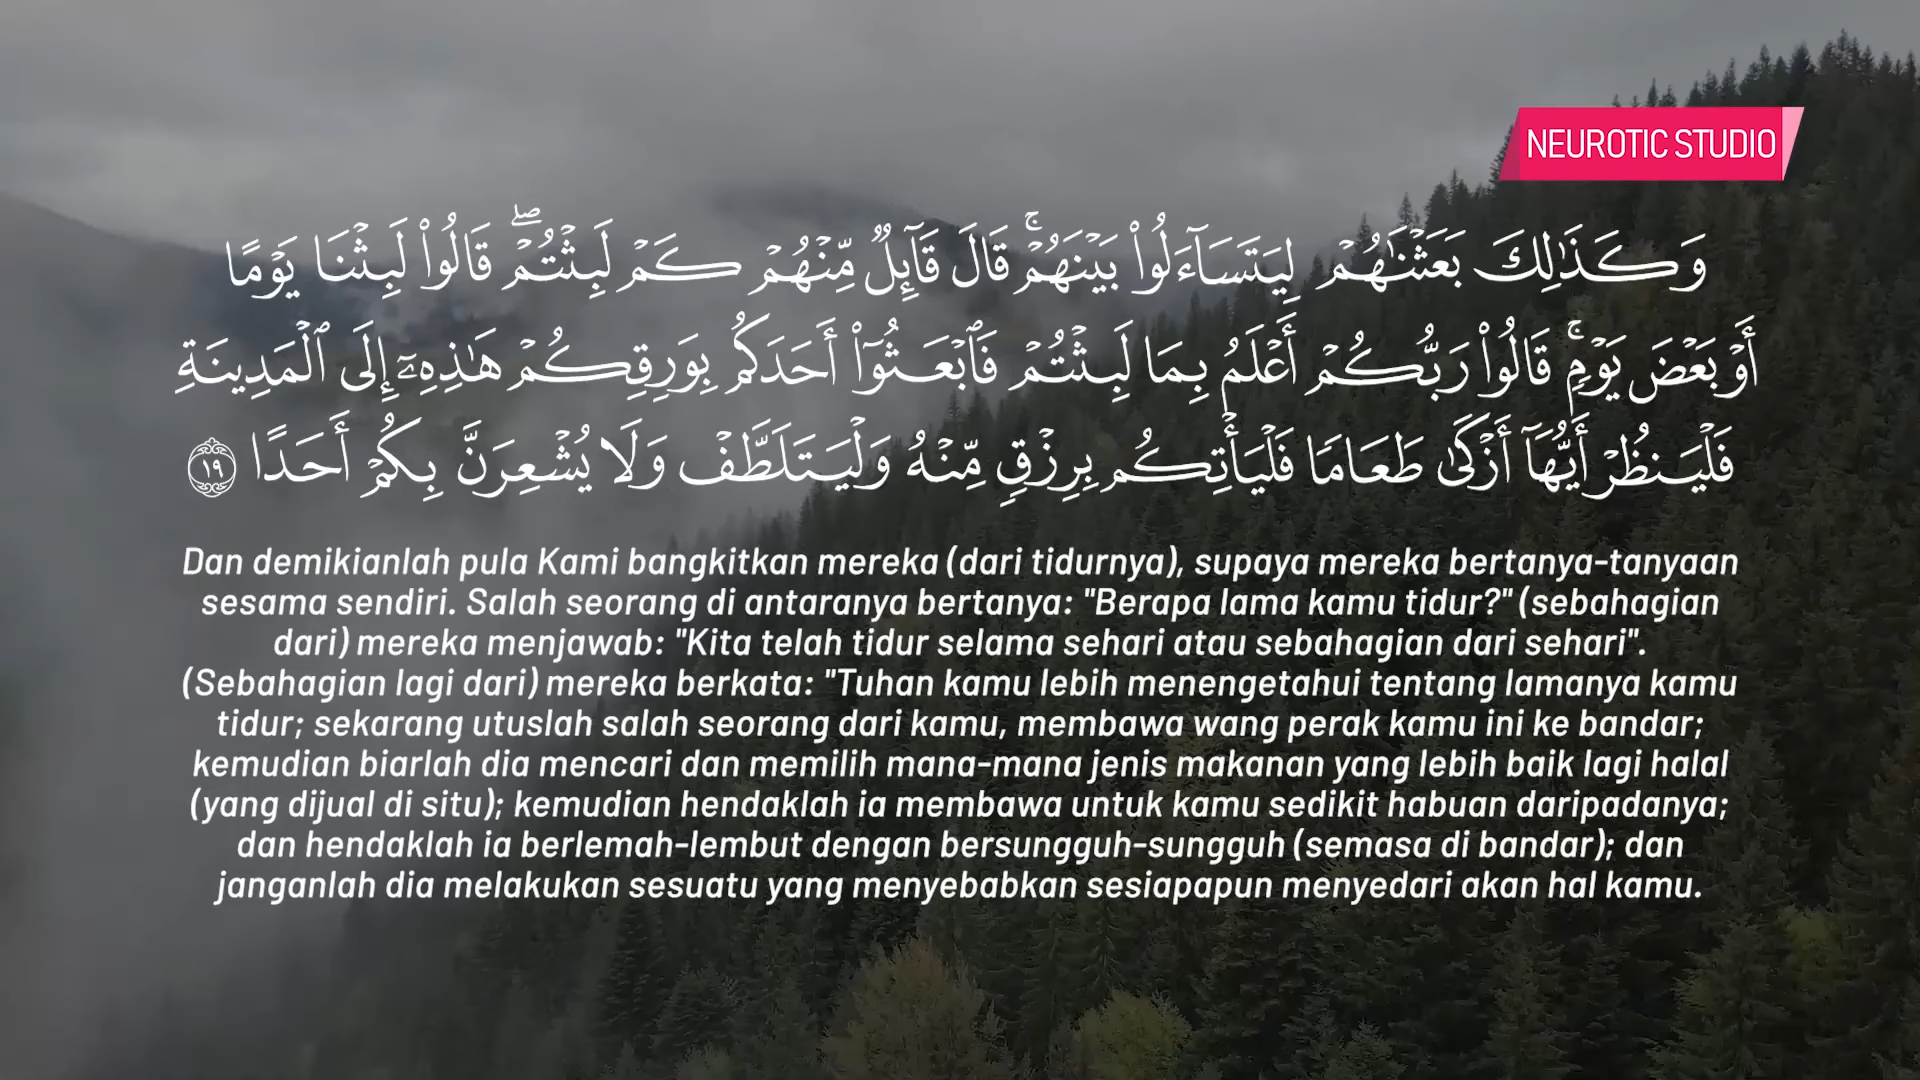 NEUROTIC STUDIO
وَكَذَٰلِكَ بَعَثْنَٰهُمْ لِيَتَسَآءَلُوا۟ بَيْنَهُمْ ۚ قَالَ قَآئِلٌ مِّنْهُمْ كَمْ لَبِثْتُمْ ۖ قَالُوا۟ لَبِثْنَا يَوْمًا
أَوْ بَعْضَ يَوْمٍ ۚ قَالُوا۟ رَبُّكُمْ أَعْلَمُ بِمَا لَبِثْتُمْ فَٱبْعَثُوٓا۟ أَحَدَكُم بِوَرِقِكُمْ هَٰذِهِۦٓ إِلَى ٱلْمَدِينَةِ
فَلْيَنظُرْ أَيُّهَآ أَزْكَىٰ طَعَامًا فَلْيَأْتِكُم بِرِزْقٍ مِّنْهُ وَلْيَتَلَطَّفْ وَلَا يُشْعِرَنَّ بِكُمْ أَحَدًا ١٩
Dan demikianlah pula Kami bangkitkan mereka (dari tidurnya), supaya mereka bertanya-tanyaan
sesama sendiri. Salah seorang di antaranya bertanya: "Berapa lama kamu tidur?" (sebahagian
dari) mereka menjawab: "Kita telah tidur selama sehari atau sebahagian dari sehari".
(Sebahagian lagi dari) mereka berkata: "Tuhan kamu lebih menengetahui tentang lamanya kamu
tidur; sekarang utuslah salah seorang dari kamu, membawa wang perak kamu ini ke bandar;
kemudian biarlah dia mencari dan memilih mana-mana jenis makanan yang lebih baik lagi halal
(yang dijual di situ); kemudian hendaklah ia membawa untuk kamu sedikit habuan daripadanya;
dan hendaklah ia berlemah-lembut dengan bersungguh-sungguh (semasa di bandar); dan
janganlah dia melakukan sesuatu yang menyebabkan sesiapapun menyedari akan hal kamu.